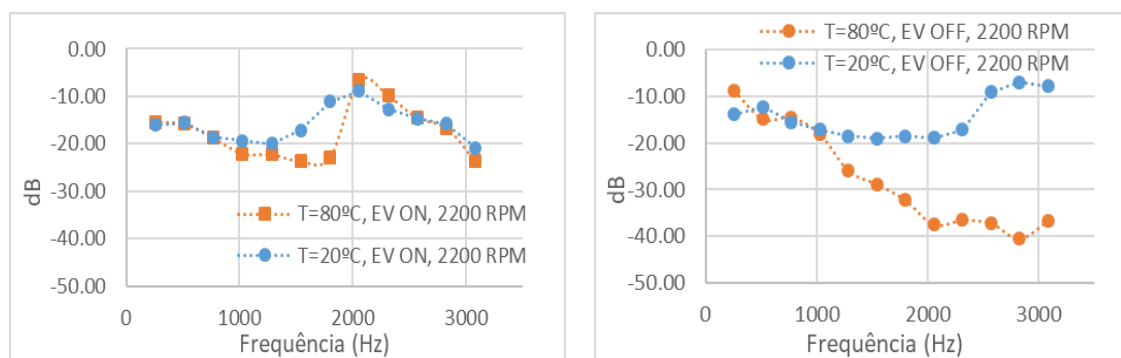 0.00
-10.00
-20.00
-30.00
-40.00
-50.00
dB
T=80ºC, EV ON, 2200 RPM
T=20ºC, EV ON, 2200 RPM
0 1000 2000 3000
Frequência (Hz)
T=80ºC, EV OFF, 2200 RPM
T=20ºC, EV OFF, 2200 RPM
0.00
-10.00
-20.00
-30.00
-40.00
-50.00
dB
0 1000 2000 3000
Frequência (Hz)